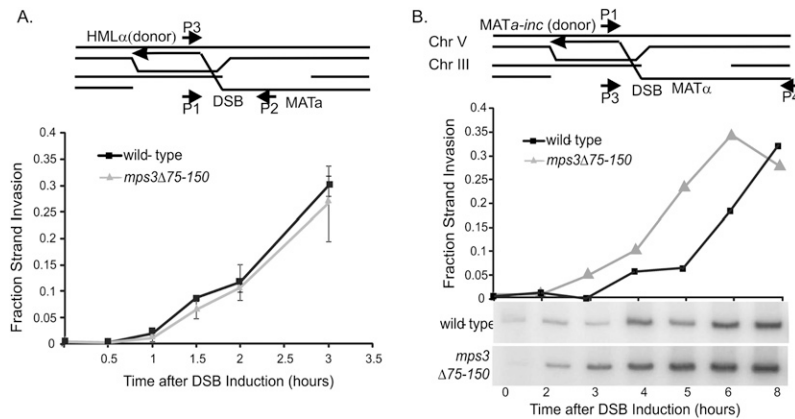 A.
P3
HMLα(donor)
P1
DSB
P2
MATa
0.4
0.35
0.3
0.25
0.2
0.15
0.1
0.05
0
Fraction Strand Invasion
wild- type
mps3Δ75-150
0.5
1
1.5
2
2.5
3
3.5
Time after DSB Induction (hours)
B.
P1
MATa-inc (donor)
Chr V
Chr III
P3
DSB
MATα
P4
0.4
0.35
0.3
0.25
0.2
0.15
0.1
0.05
0
Fraction Strand Invasion
wild-type
mps3Δ75-150
wild-type
mps3
Δ75-150
0 2 3 4 5 6 8
Time after DSB Induction (hours)